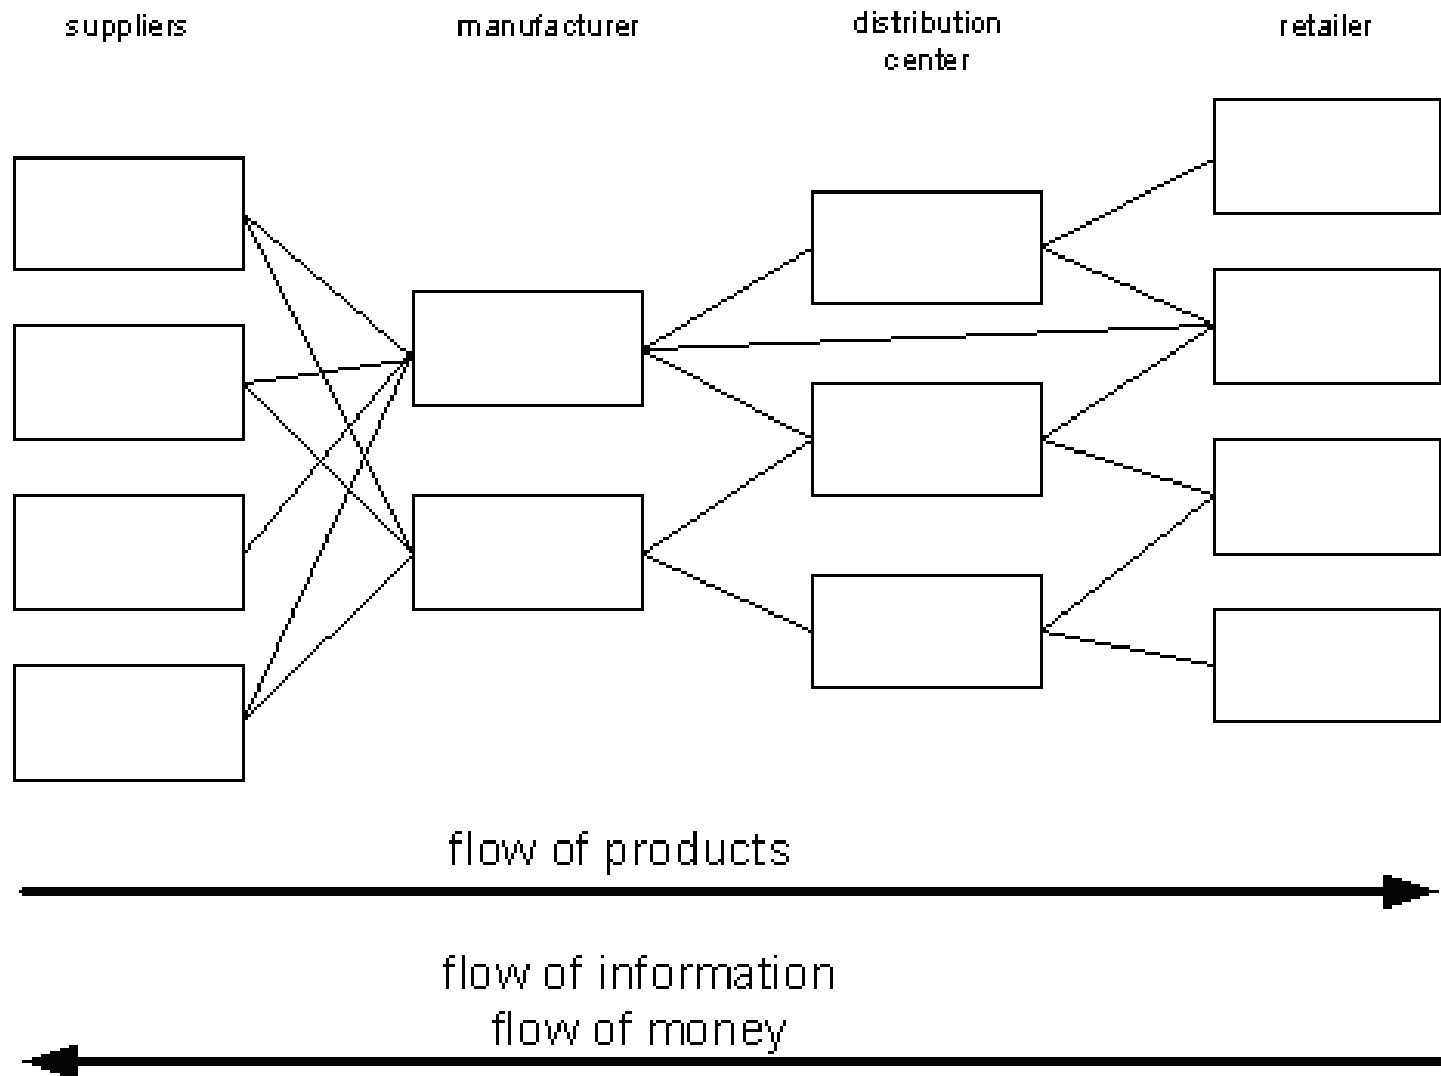 suppliers
manufacturer
distribution
center
retailer
flow of products
flow of information
flow of money